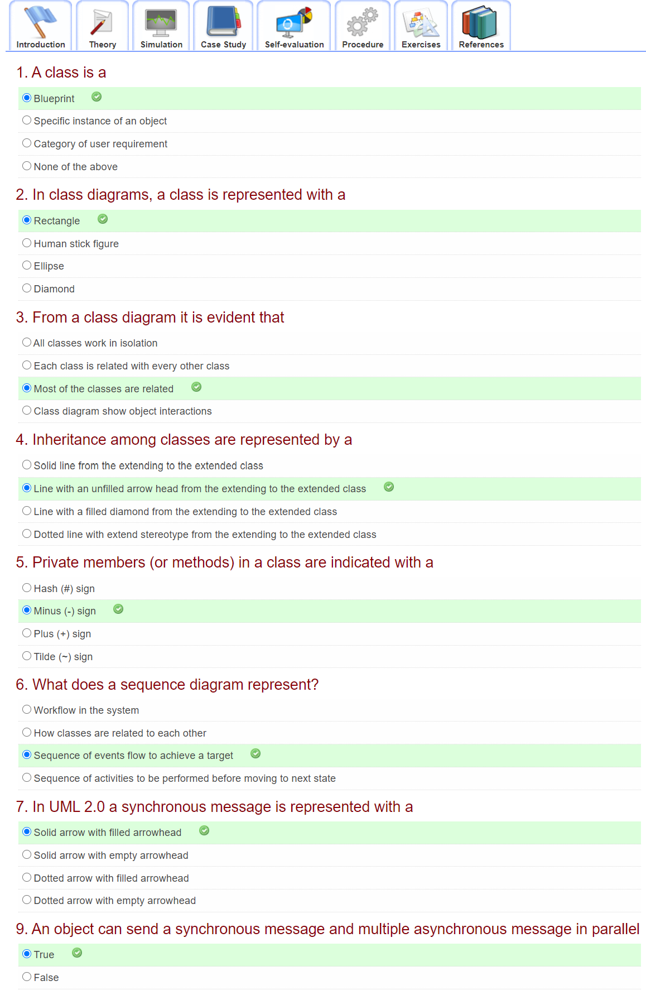 Introduction Theory Simulation Case Study Self-evaluation Procedure Exercises References
1. A class is a
Blueprint
Specific instance of an object
Category of user requirement
None of the above
2. In class diagrams, a class is represented with a
Rectangle
Human stick figure
Ellipse
Diamond
3. From a class diagram it is evident that
All classes work in isolation
Each class is related with every other class
Most of the classes are related
Class diagram show object interactions
4. Inheritance among classes are represented by a
Solid line from the extending to the extended class
Line with an unfilled arrow head from the extending to the extended class
Line with a filled diamond from the extending to the extended class
Dotted line with extend stereotype from the extending to the extended class
5. Private members (or methods) in a class are indicated with a
Hash (#) sign
Minus (-) sign
Plus (+) sign
Tilde (~) sign
6. What does a sequence diagram represent?
Workflow in the system
How classes are related to each other
Sequence of events flow to achieve a target
Sequence of activities to be performed before moving to next state
7. In UML 2.0 a synchronous message is represented with a
Solid arrow with filled arrowhead
Solid arrow with empty arrowhead
Dotted arrow with filled arrowhead
Dotted arrow with empty arrowhead
9. An object can send a synchronous message and multiple asynchronous message in parallel
True
False